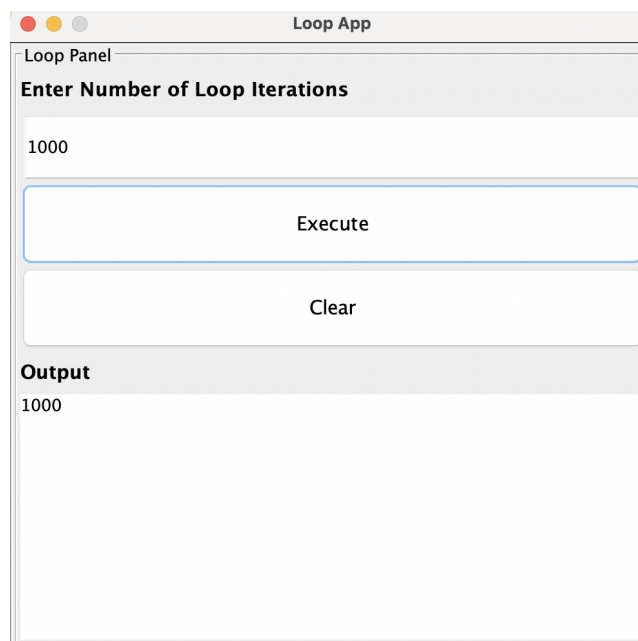 Loop App
Loop Panel
Enter Number of Loop Iterations
1000
Execute
Clear
Output
1000